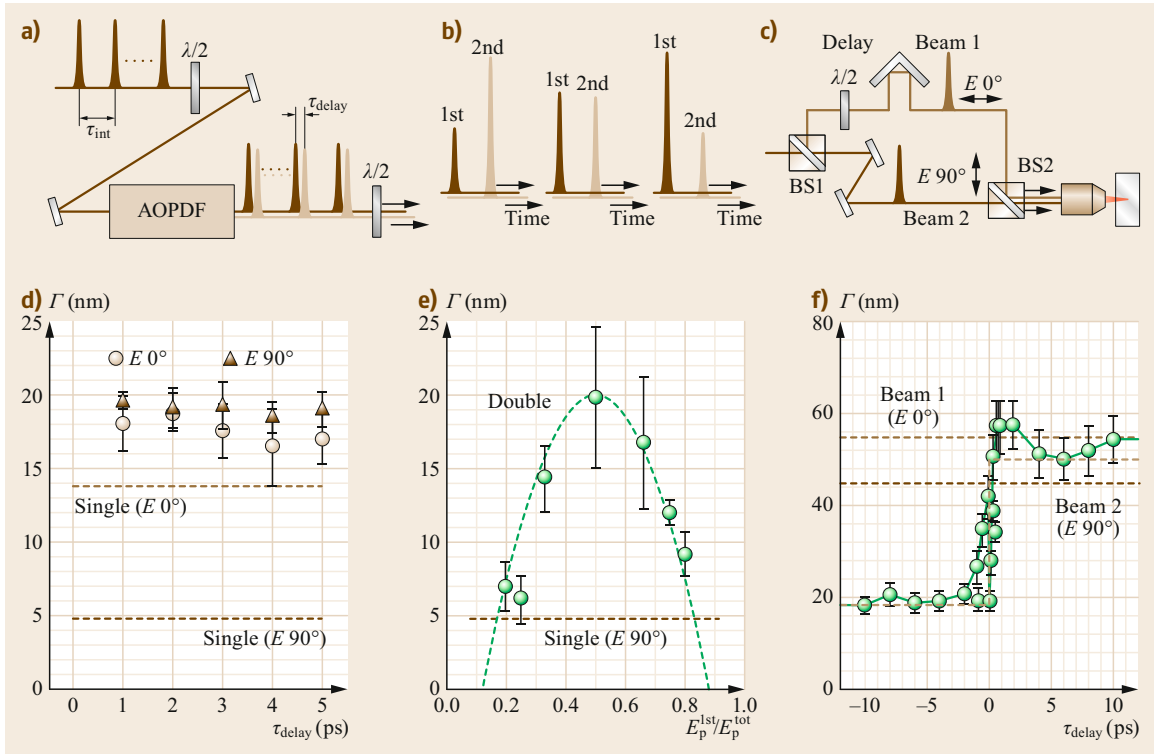 a)
λ/2
τint
τdelay
λ/2
AOPDF
b)
2nd
1st
1st
2nd
1st
2nd
Time
Time
Time
c)
Delay
Beam 1
λ/2
E 0°
BS1
E 90°
BS2
Beam 2
d) Γ (nm)
25
20
15
10
5
0
E 0°
E 90°
Single (E 0°)
Single (E 90°)
0 1 2 3 4 5
τdelay (ps)
e) Γ (nm)
25
20
15
10
5
0
Double
Single (E 90°)
0.2 0.4 0.6 0.8 1.0
Ep1st/Eptot
f) Γ (nm)
80
60
40
20
0
Beam 1
(E 0°)
Beam 2
(E 90°)
−10 −5 0 5 10
τdelay (ps)